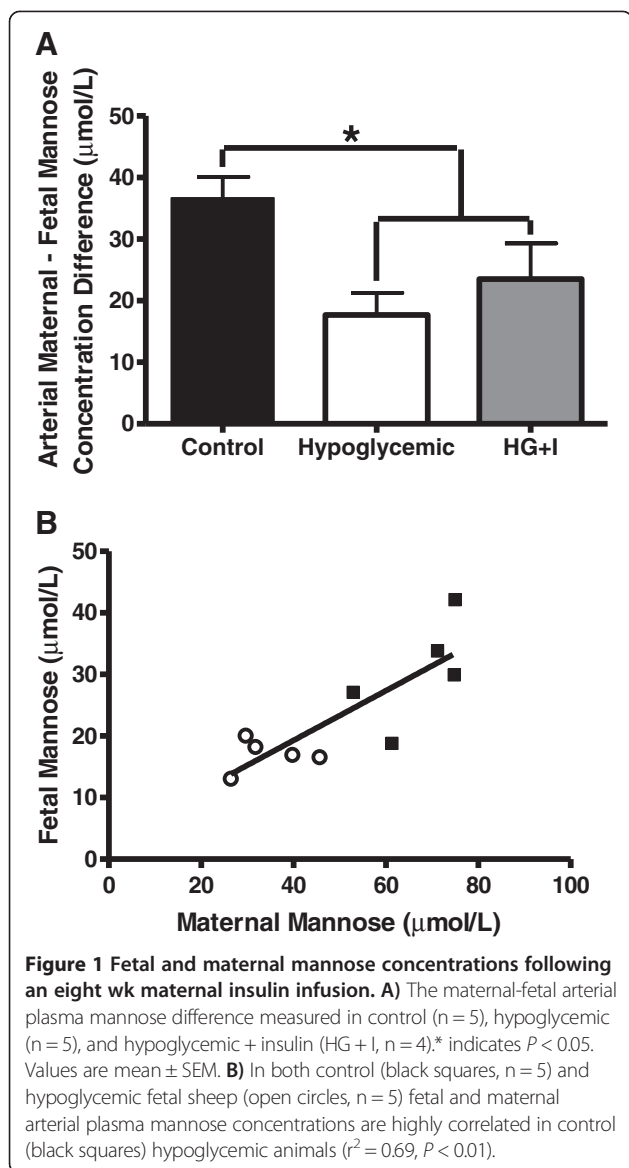 A
Arterial Maternal - Fetal Mannose
Concentration Difference (μmol/L)
50
40
30
20
10
0
*
Control
Hypoglycemic
HG+I
B
Fetal Mannose (μmol/L)
50
40
30
20
10
0
0
20
40
60
80
100
Maternal Mannose (μmol/L)
Figure 1 Fetal and maternal mannose concentrations following
an eight wk maternal insulin infusion. A) The maternal-fetal arterial
plasma mannose difference measured in control (n = 5), hypoglycemic
(n = 5), and hypoglycemic + insulin (HG + I, n = 4).* indicates P < 0.05.
Values are mean ± SEM. B) In both control (black squares, n = 5) and
hypoglycemic fetal sheep (open circles, n = 5) fetal and maternal
arterial plasma mannose concentrations are highly correlated in control
(black squares) hypoglycemic animals (r² = 0.69, P < 0.01).